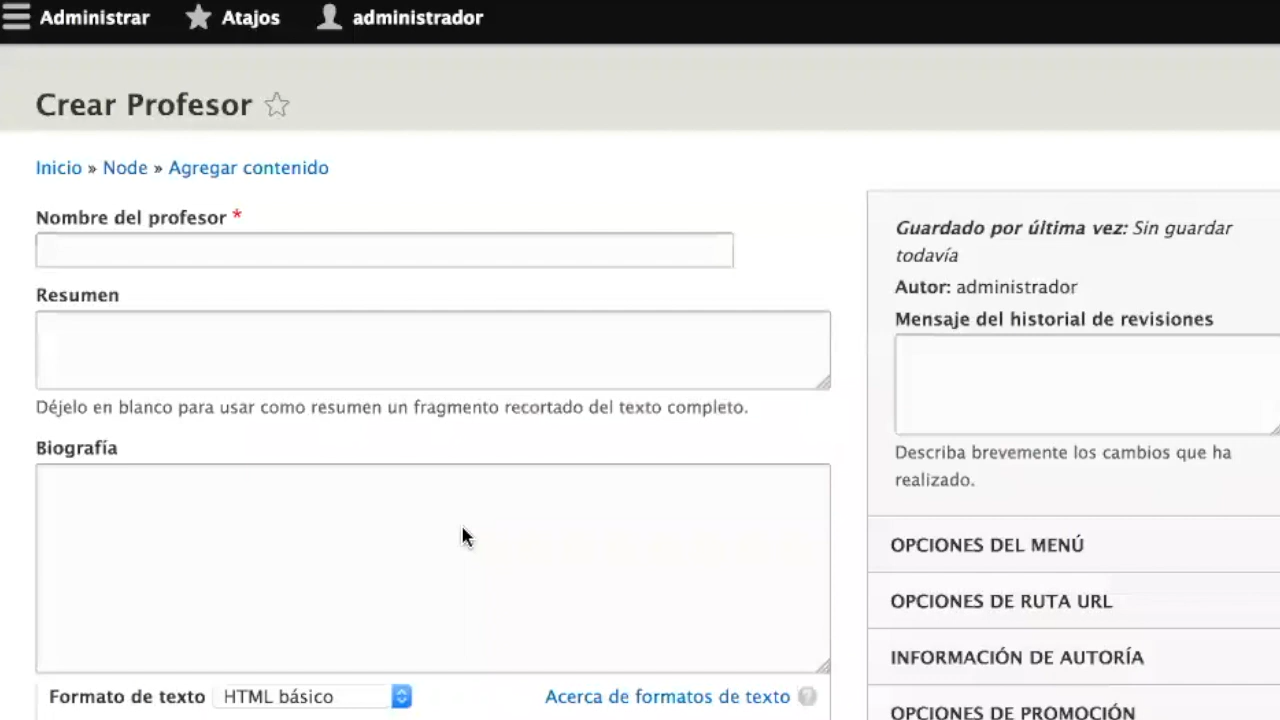 Administrar Atajos administrador
Crear Profesor
Inicio » Node » Agregar contenido
Nombre del profesor *
Resumen
Déjelo en blanco para usar como resumen un fragmento recortado del texto completo.
Biografía
Formato de texto HTML básico Acerca de formatos de texto ?
Guardado por última vez: Sin guardar
todavía
Autor: administrador
Mensaje del historial de revisiones
Describa brevemente los cambios que ha
realizado.
OPCIONES DEL MENÚ
OPCIONES DE RUTA URL
INFORMACIÓN DE AUTORÍA
OPCIONES DE PROMOCIÓN